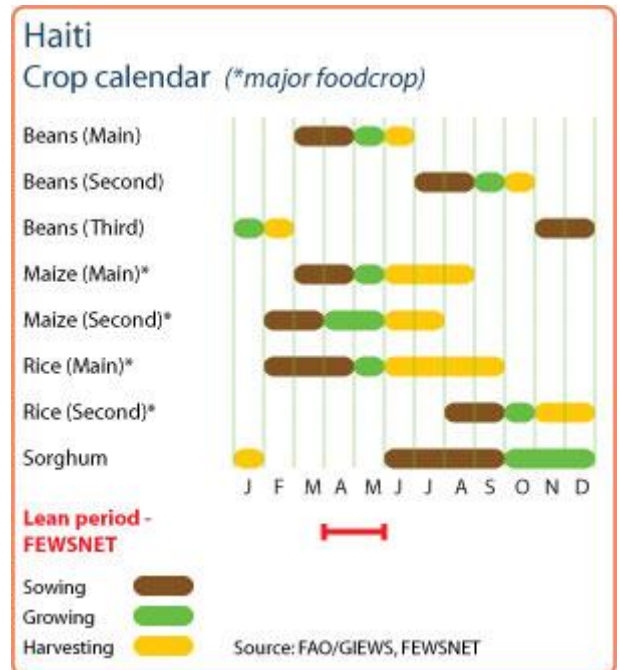 Haiti
Crop calendar (*major foodcrop)
Beans (Main)
Beans (Second)
Beans (Third)
Maize (Main)*
Maize (Second)*
Rice (Main)*
Rice (Second)*
Sorghum
J F M A M J J A S O N D
Lean period -
FEWSNET
Sowing
Growing
Harvesting
Source: FAO/GIEWS, FEWSNET